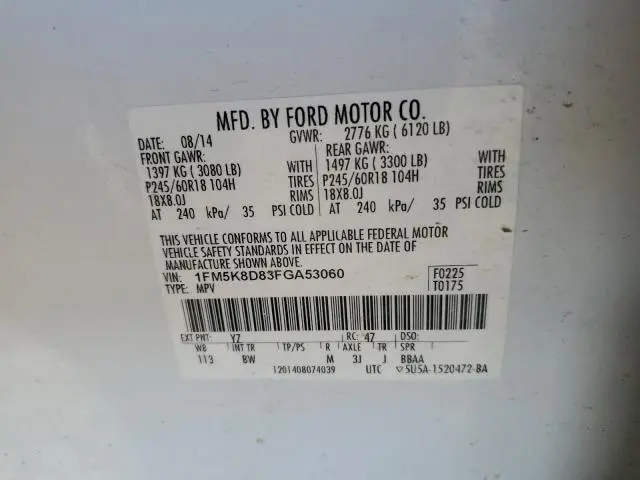 MFD. BY FORD MOTOR CO.
DATE: 08/14 GVWR: 2776 KG ( 6120 LB)
FRONT GAWR: REAR GAWR:
1397 KG ( 3080 LB) WITH 1497 KG ( 3300 LB) WITH
P245/60R18 104H TIRES P245/60R18 104H TIRES
18X8.0J RIMS 18X8.0J RIMS
AT 240 kPa/ 35 PSI COLD AT 240 kPa/ 35 PSI COLD
THIS VEHICLE CONFORMS TO ALL APPLICABLE FEDERAL MOTOR
VEHICLE SAFETY STANDARDS IN EFFECT ON THE DATE OF
MANUFACTURE SHOWN ABOVE.
VIN: 1FM5K8D83FGA53060 F0225
TYPE: MPV T0175
EXT PNT: YZ RC: 47 DSO:
WB INT TR TP/PS R AXLE TR SPR
113 BW M 3J J BBAA
1201408074039 UTC ▽5U5A-1520472-BA